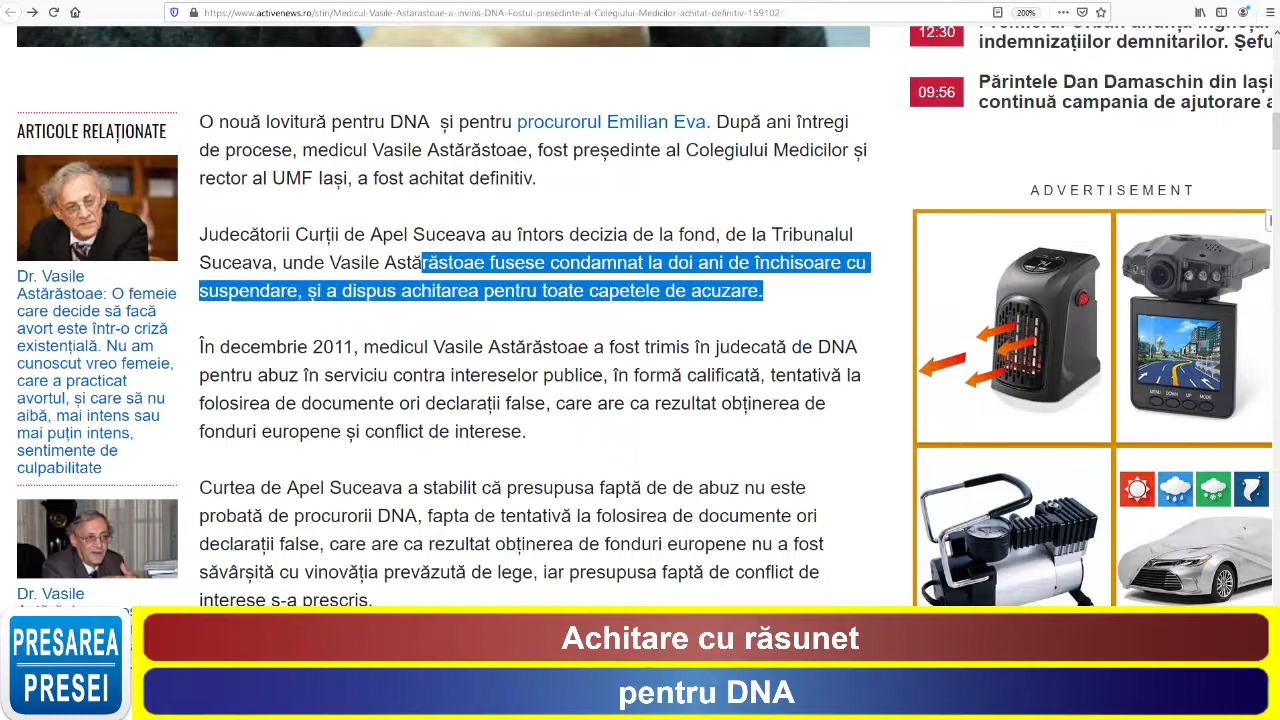 https://www.activenews.ro/stiri/Medicul-Vasile-Astarastoae-a-invins-DNA-Fostul-presedinte-al-Colegiului-Medicilor-achitat-definitiv-159102
200%
12:30
indemnizațiilor demnitarilor. Șefu
09:56
Părintele Dan Damaschin din Iași
continuă campania de ajutorare a
ADVERTISEMENT
ARTICOLE RELAȚIONATE
Dr. Vasile
Astărăstoae: O femeie
care decide să facă
avort este într-o criză
existențială. Nu am
cunoscut vreo femeie,
care a practicat
avortul, și care să nu
aibă, mai intens sau
mai puțin intens,
sentimente de
culpabilitate
Dr. Vasile
O nouă lovitură pentru DNA și pentru procurorul Emilian Eva. După ani întregi
de procese, medicul Vasile Astărăstoae, fost președinte al Colegiului Medicilor și
rector al UMF Iași, a fost achitat definitiv.
Judecătorii Curții de Apel Suceava au întors decizia de la fond, de la Tribunalul
Suceava, unde Vasile Astărăstoae fusese condamnat la doi ani de închisoare cu
suspendare, și a dispus achitarea pentru toate capetele de acuzare.
În decembrie 2011, medicul Vasile Astărăstoae a fost trimis în judecată de DNA
pentru abuz în serviciu contra intereselor publice, în formă calificată, tentativă la
folosirea de documente ori declarații false, care are ca rezultat obținerea de
fonduri europene și conflict de interese.
Curtea de Apel Suceava a stabilit că presupusa faptă de de abuz nu este
probată de procurorii DNA, fapta de tentativă la folosirea de documente ori
declarații false, care are ca rezultat obținerea de fonduri europene nu a fost
săvârșită cu vinovăția prevăzută de lege, iar presupusa faptă de conflict de
interese s-a prescris.
MENU DOWN UP MODE
PRESAREA
PRESEI
Achitare cu răsunet
pentru DNA